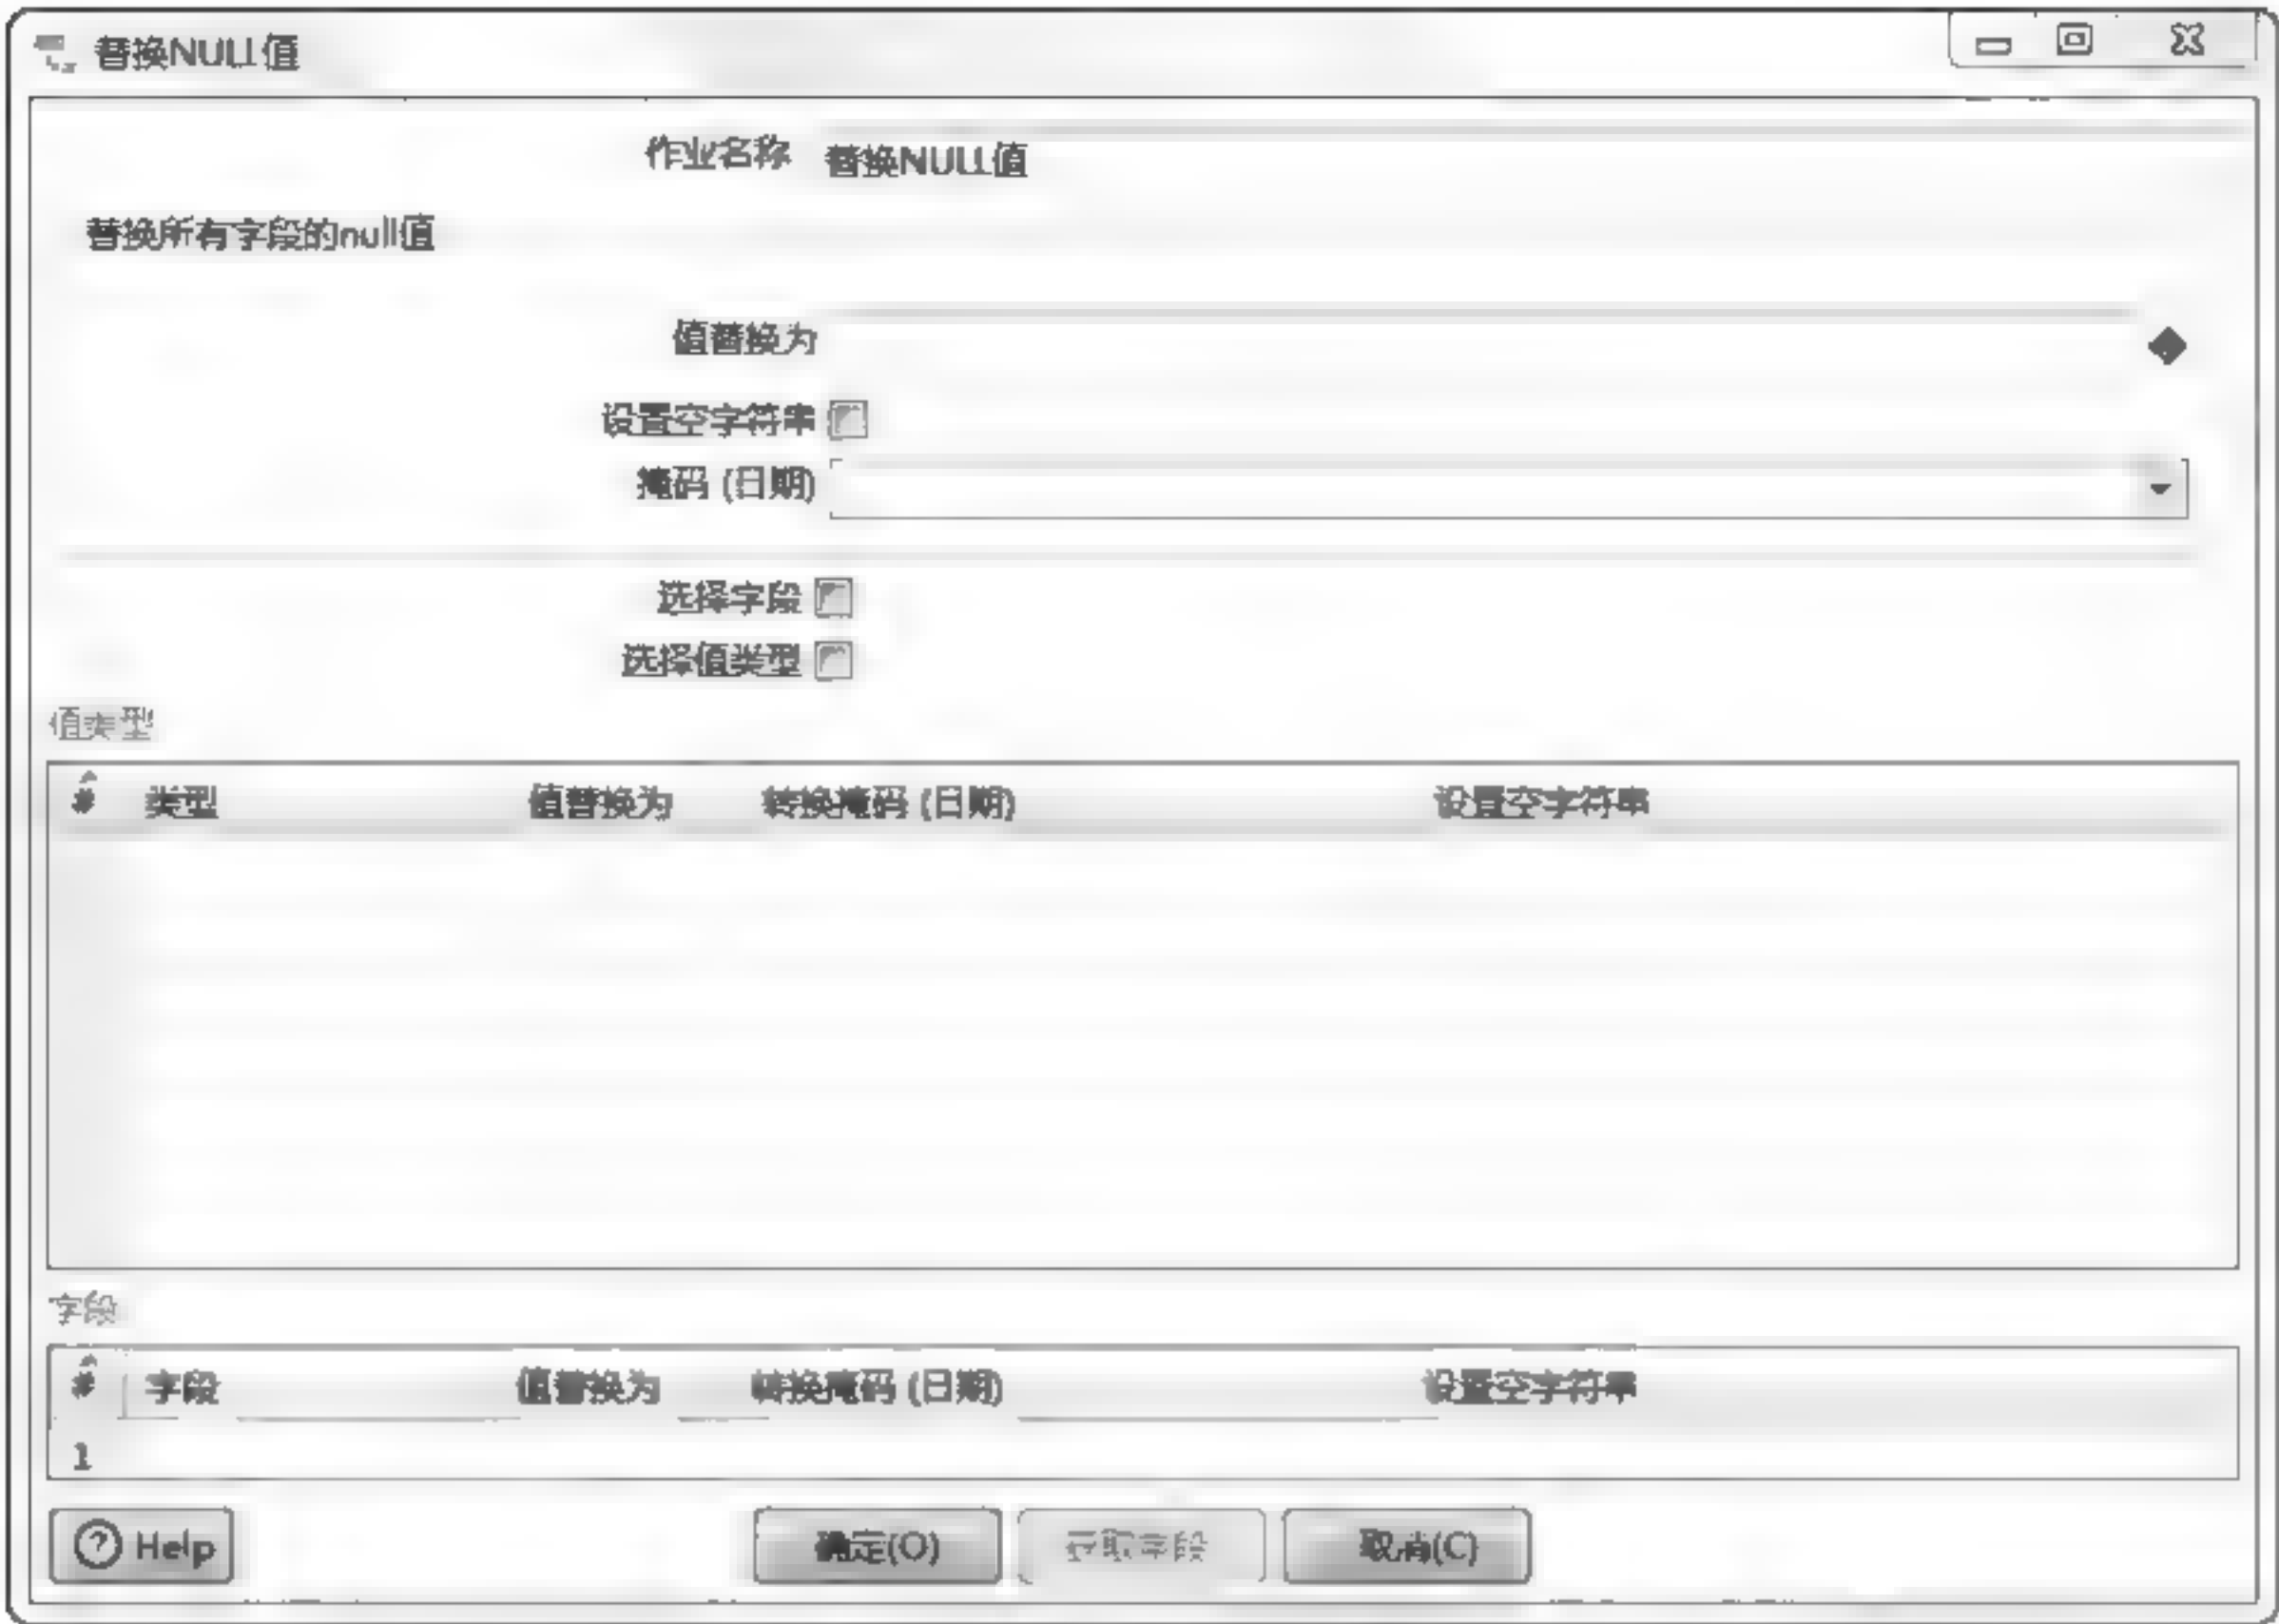 替换NULL值
作业名称 替换NULL值
替换所有字段的null值
值替换为
设置空字符串
掩码 (日期)
选择字段
选择值类型
值类型
# 类型 值替换为 转换掩码 (日期) 设置空字符串
字段
# 字段 值替换为 转换掩码 (日期) 设置空字符串
1
Help 确定(O) 获取字段 取消(C)